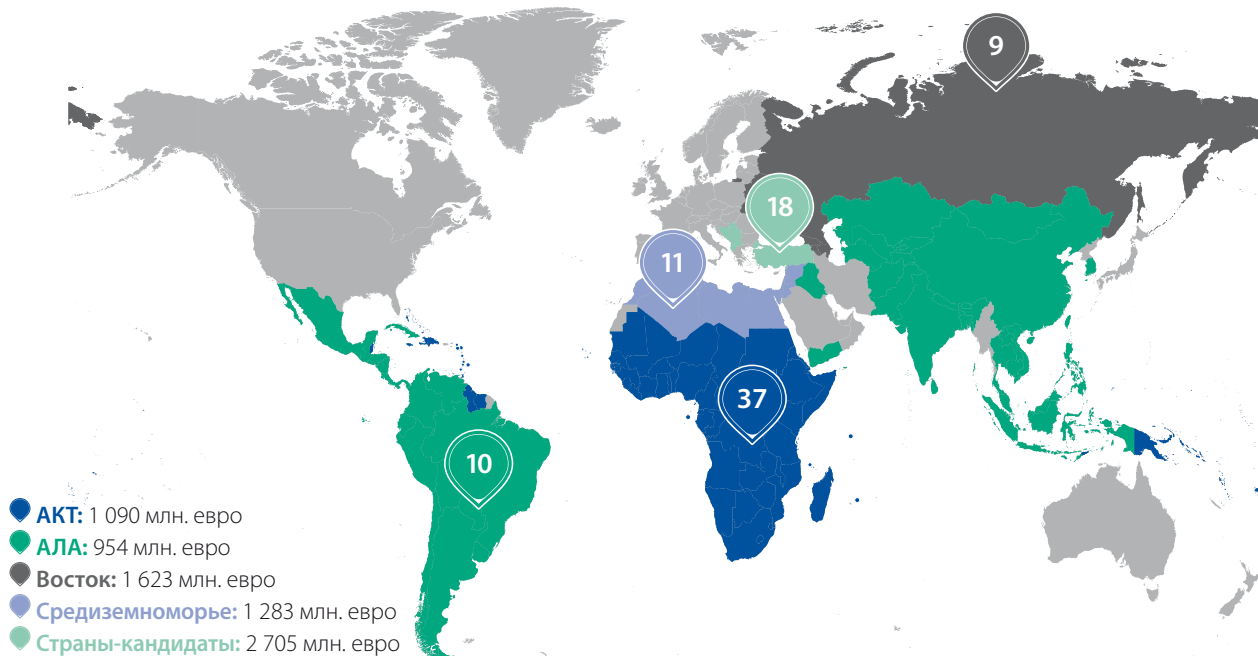 9
18
11
37
10
АКТ: 1 090 млн. евро
АЛА: 954 млн. евро
Восток: 1 623 млн. евро
Средиземноморье: 1 283 млн. евро
Страны-кандидаты: 2 705 млн. евро